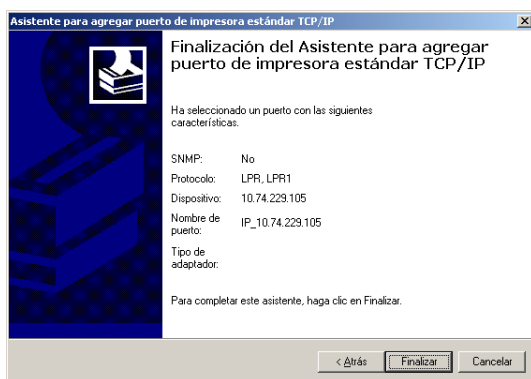 Asistente para agregar puerto de impresora estándar TCP/IP
Finalización del Asistente para agregar
puerto de impresora estándar TCP/IP
Ha seleccionado un puerto con las siguientes
características.
SNMP: No
Protocolo: LPR, LPR1
Dispositivo: 10.74.229.105
Nombre de
puerto: IP_10.74.229.105
Tipo de
adaptador:
Para completar este asistente, haga clic en Finalizar.
< Atrás Finalizar Cancelar